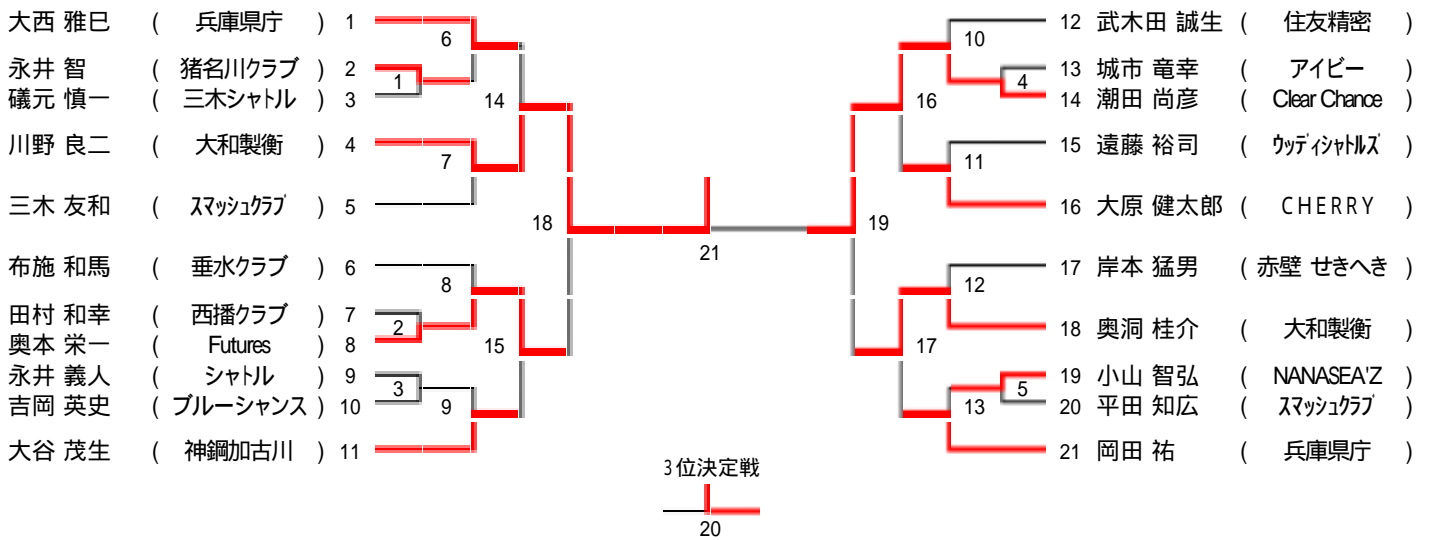 大西 雅巳 ( 兵庫県庁 ) 1
永井 智 ( 猪名川クラブ ) 2
礒元 慎一 ( 三木シャトル ) 3
川野 良二 ( 大和製衡 ) 4
三木 友和 ( スマッシュクラブ ) 5
布施 和馬 ( 垂水クラブ ) 6
田村 和幸 ( 西播クラブ ) 7
奥本 栄一 ( Futures ) 8
永井 義人 ( シャトル ) 9
吉岡 英史 ( ブルーシャンス ) 10
大谷 茂生 ( 神鋼加古川 ) 11
6
1
14
7
18
8
2
15
3
9
21
3位決定戦
20
10
4
16
11
19
12
17
5
13
12 武木田 誠生 ( 住友精密 )
13 城市 竜幸 ( アイビー )
14 潮田 尚彦 ( Clear Chance )
15 遠藤 裕司 ( ウッディシャトルズ )
16 大原 健太郎 ( CHERRY )
17 岸本 猛男 ( 赤壁 せきへき )
18 奥洞 桂介 ( 大和製衡 )
19 小山 智弘 ( NANASEA'Z )
20 平田 知広 ( スマッシュクラブ )
21 岡田 祐 ( 兵庫県庁 )